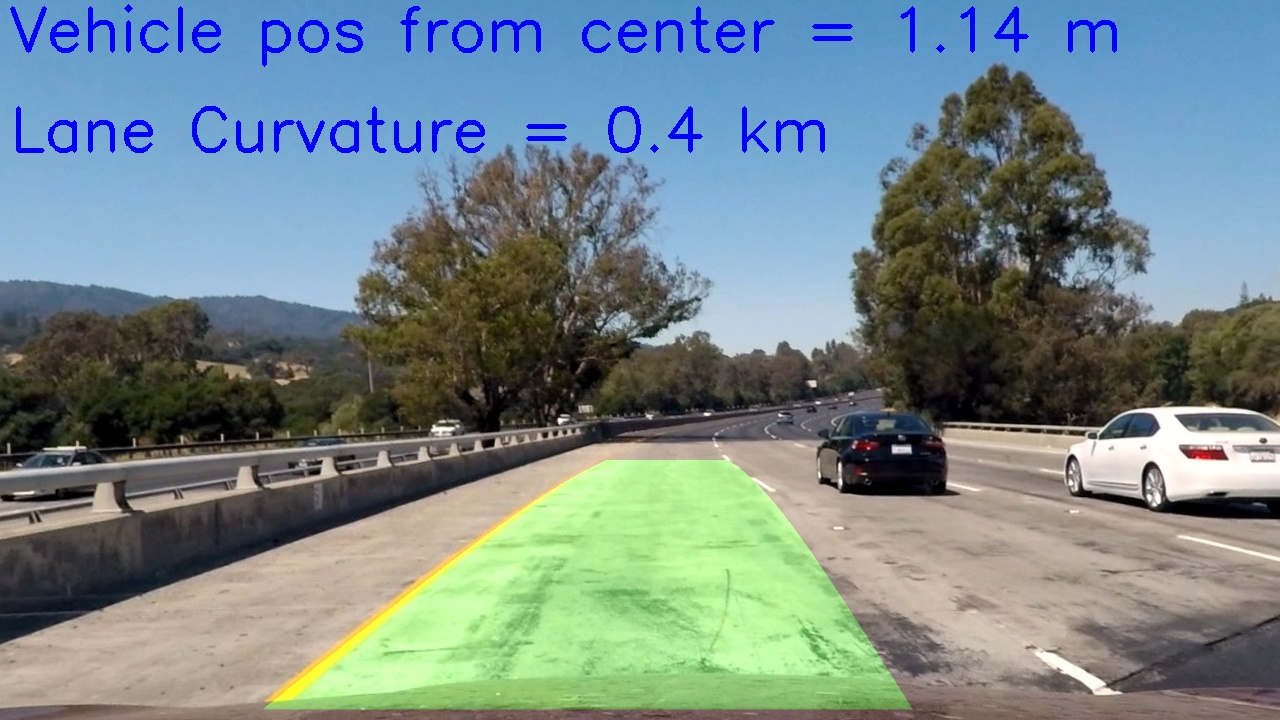 Vehicle pos from center = 1.14 m
Lane Curvature = 0.4 km